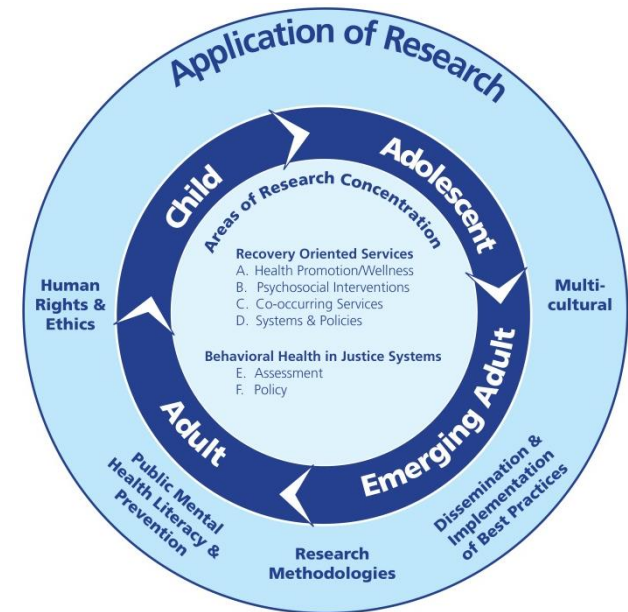 Application of Research
Child
Adolescent
Emerging Adult
Adult
Areas of Research Concentration
Recovery Oriented Services
A. Health Promotion/Wellness
B. Psychosocial Interventions
C. Co-occurring Services
D. Systems & Policies
Behavioral Health in Justice Systems
E. Assessment
F. Policy
Human
Rights &
Ethics
Multi-
cultural
Public Mental
Health Literacy &
Prevention
Research
Methodologies
Dissemination &
Implementation
of Best Practices